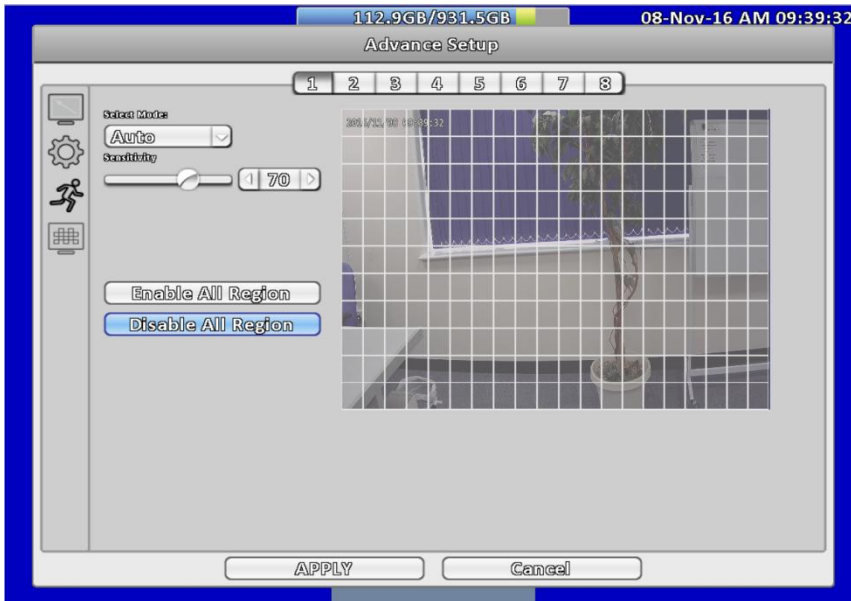 112.9GB/931.5GB
08-Nov-16 AM 09:39:32
Advance Setup
1 2 3 4 5 6 7 8
Select Mode:
Auto
Sensitivity
70
Enable All Region
Disable All Region
APPLY Cancel